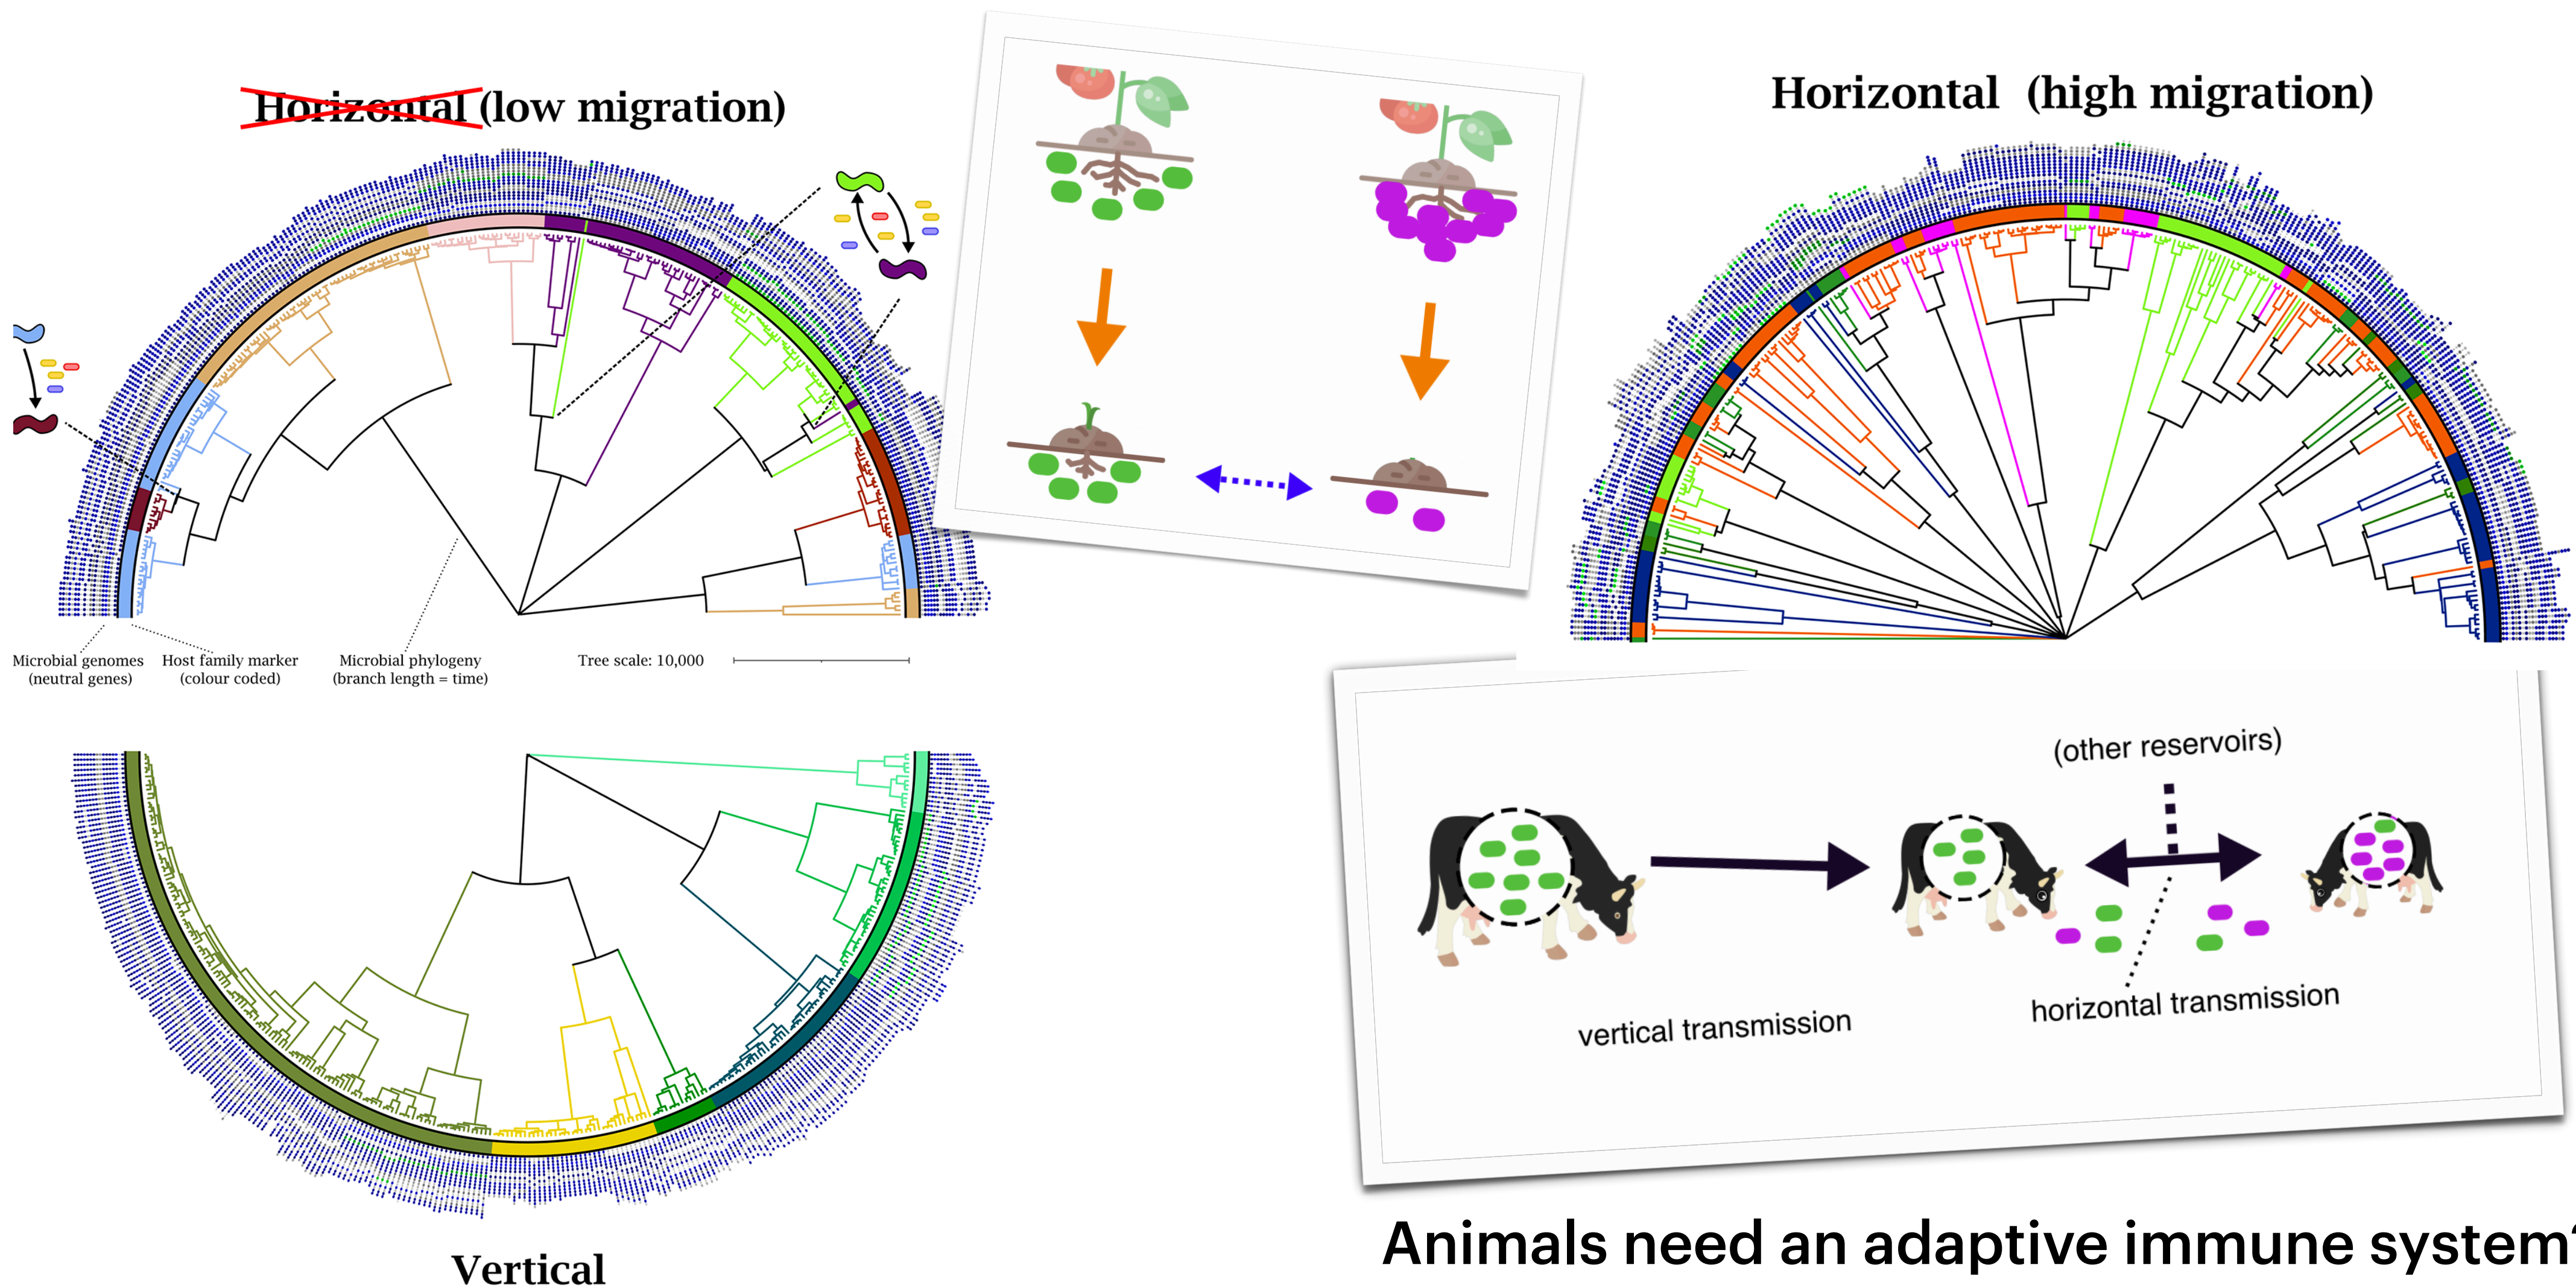 Horizontal (low migration)
Horizontal (high migration)
Microbial genomes
(neutral genes)
Host family marker
(colour coded)
Microbial phylogeny
(branch length = time)
Tree scale: 10,000
(other reservoirs)
vertical transmission
horizontal transmission
Vertical
Animals need an adaptive immune system?